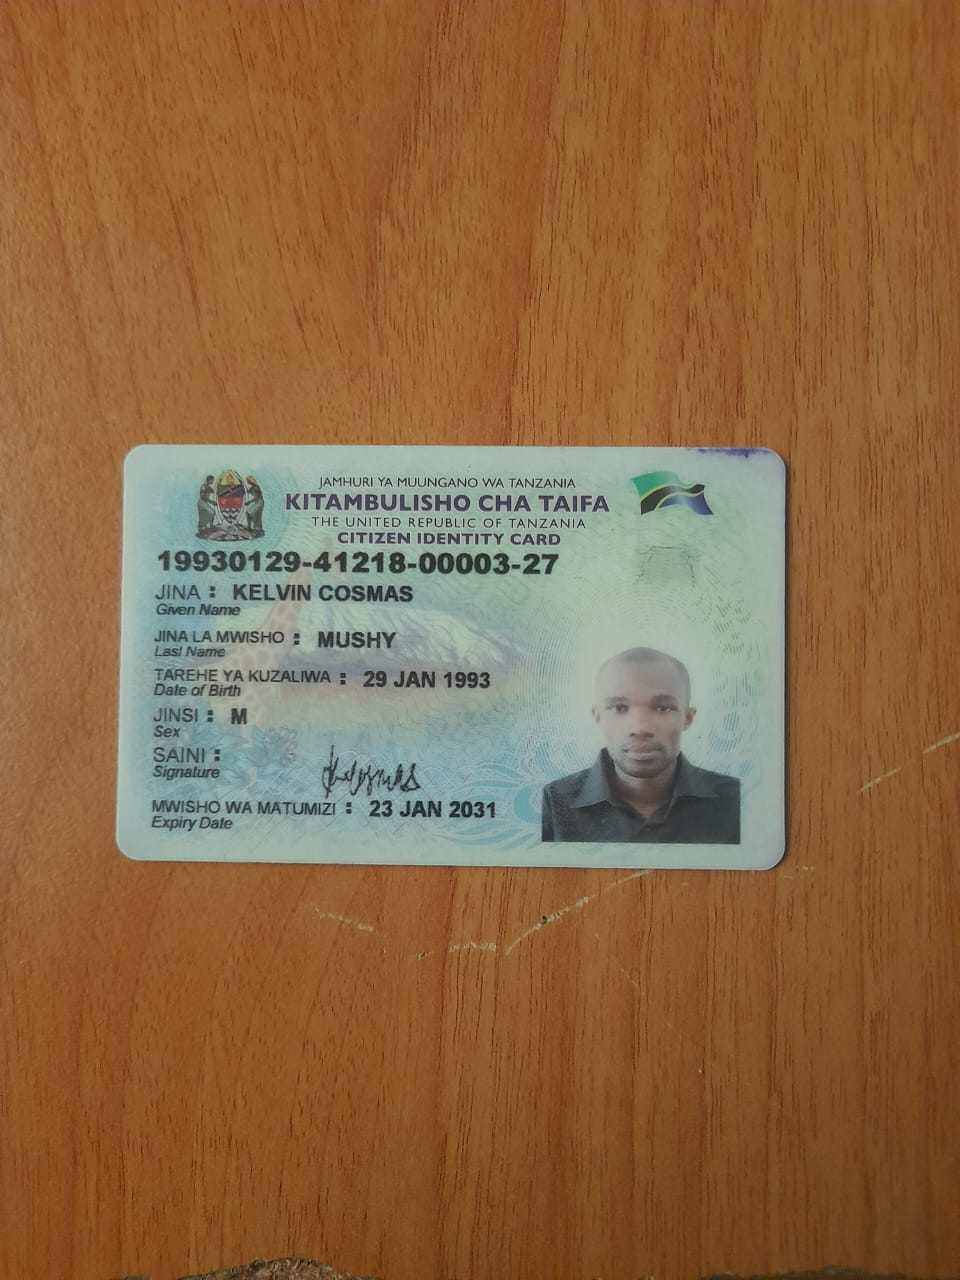 JAMHURI YA MUUNGANO WA TANZANIA
KITAMBULISHO CHA TAIFA
THE UNITED REPUBLIC OF TANZANIA
CITIZEN IDENTITY CARD
19930129-41218-00003-27
JINA : KELVIN COSMAS
Given Name
JINA LA MWISHO : MUSHY
Last Name
TAREHE YA KUZALIWA : 29 JAN 1993
Date of Birth
JINSI : M
Sex
SAINI :
Signature
MWISHO WA MATUMIZI : 23 JAN 2031
Expiry Date